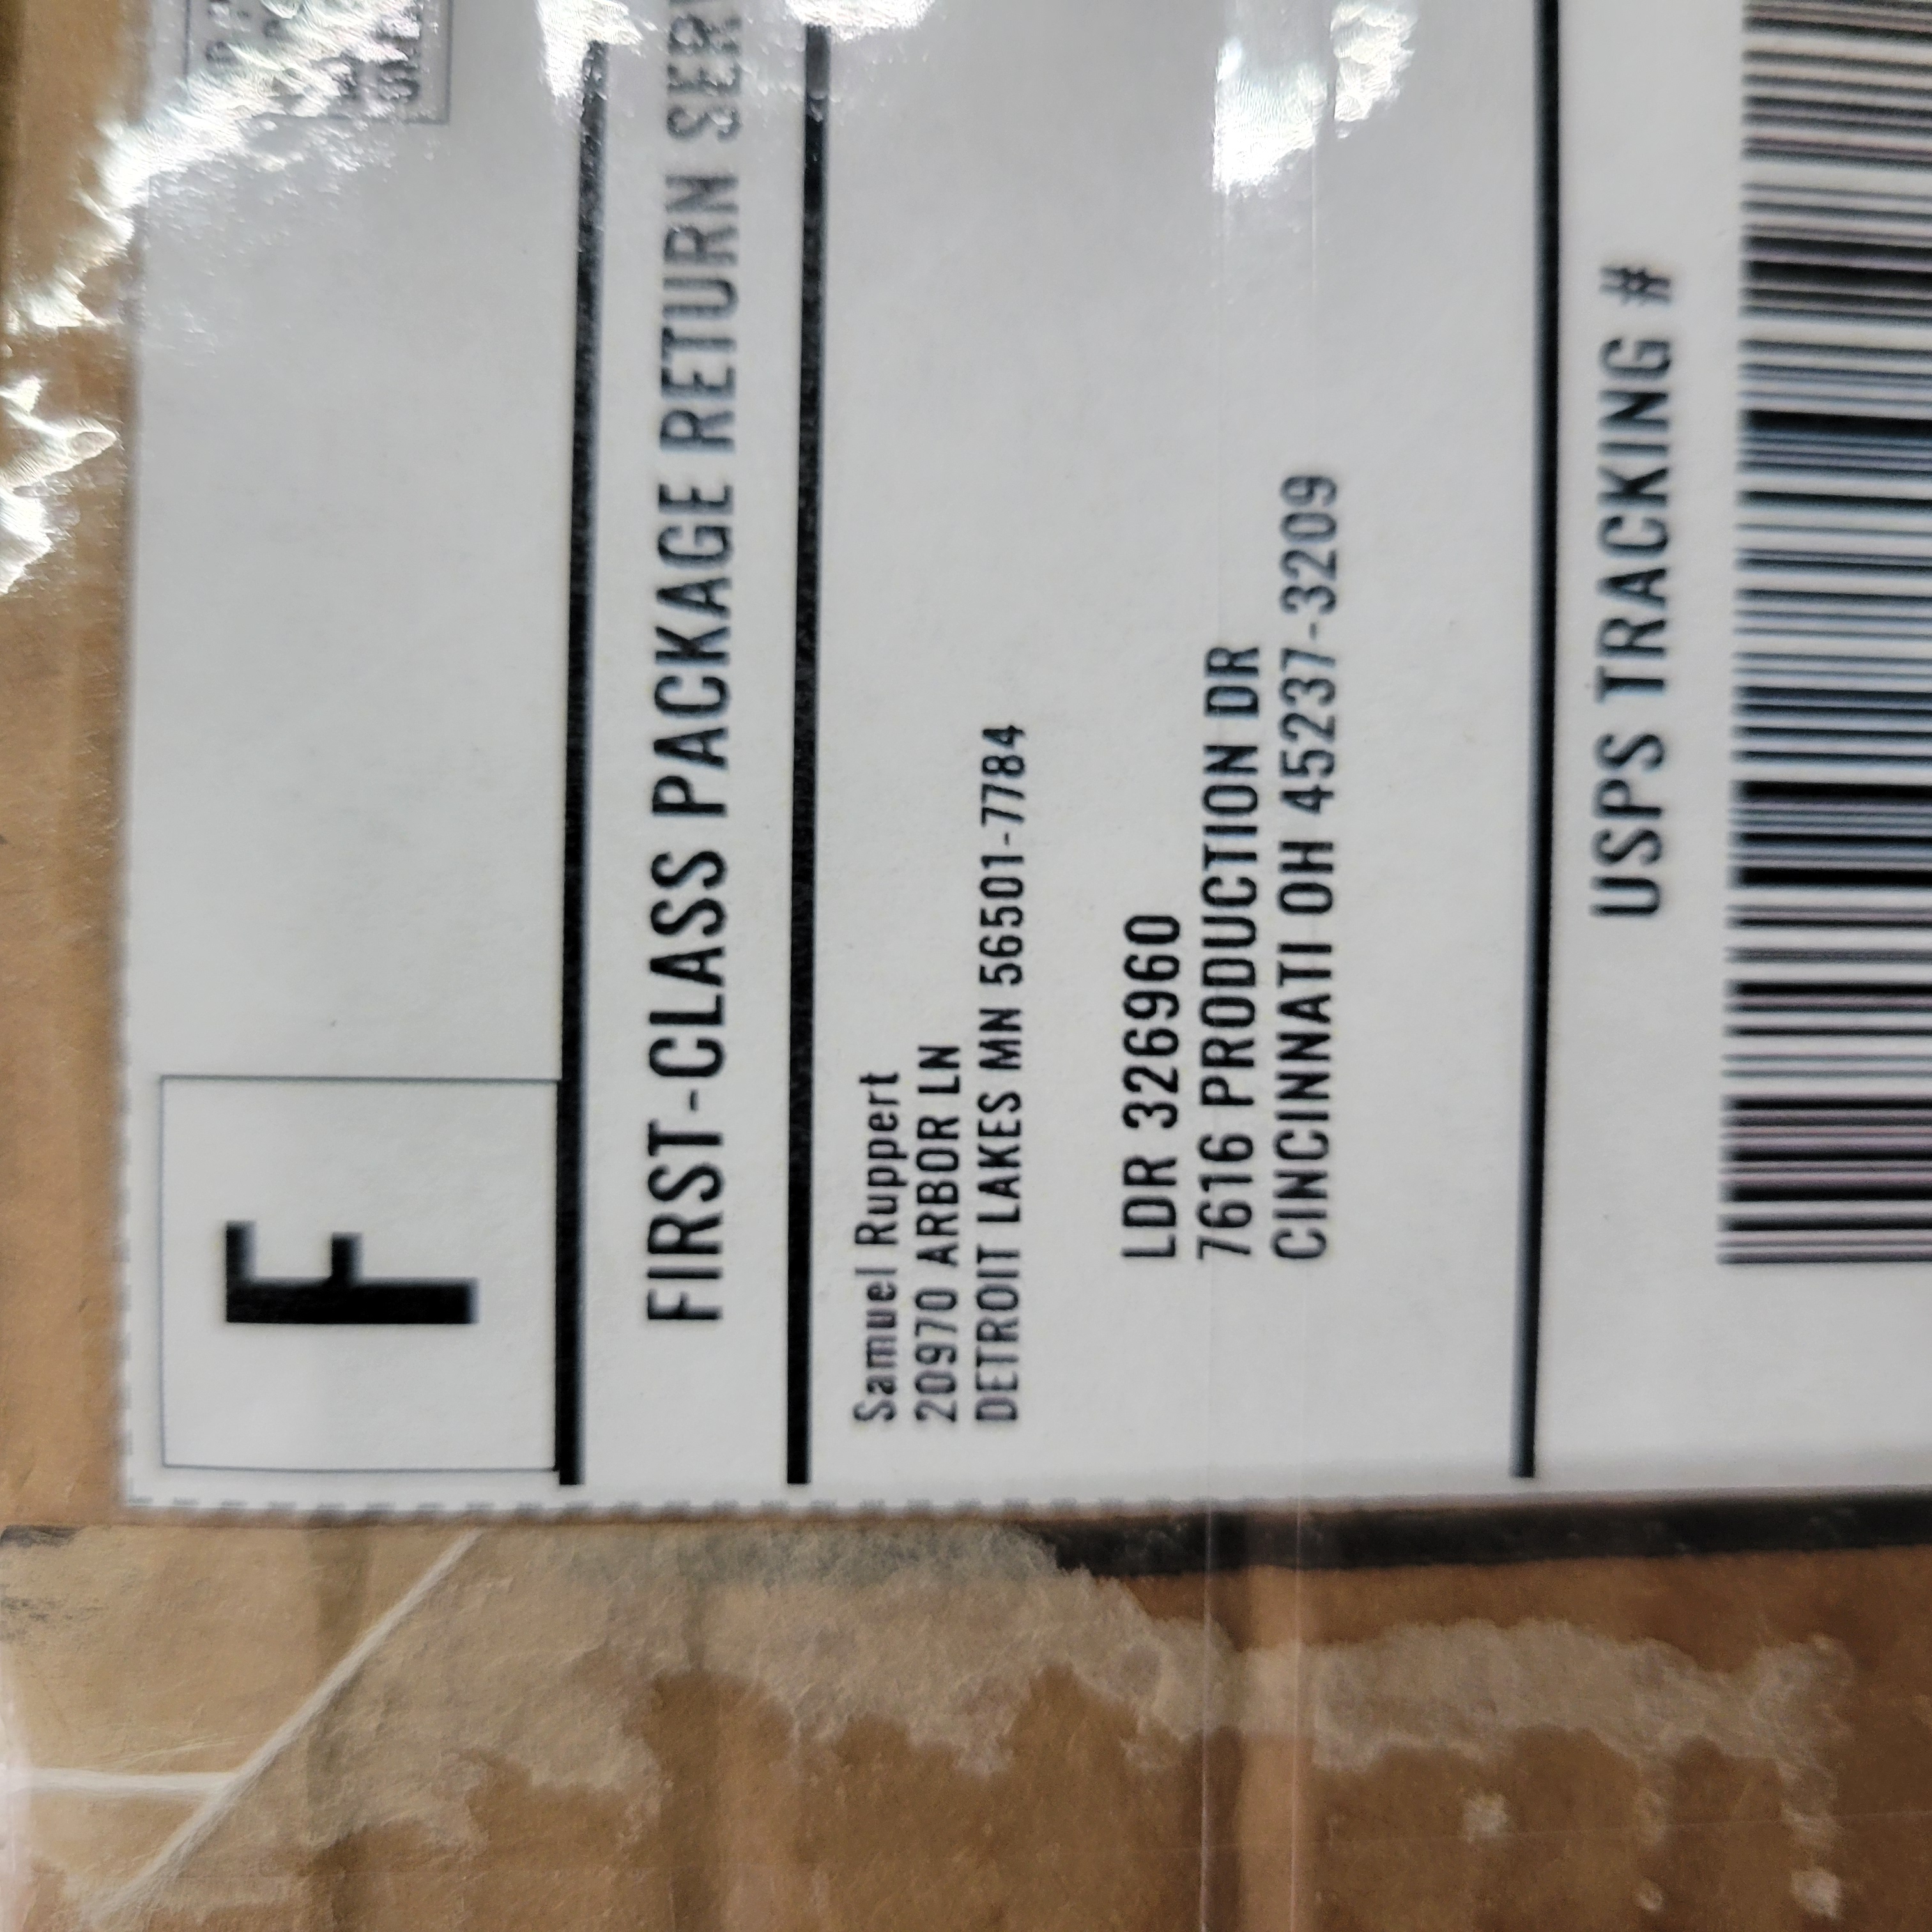 F
FIRST-CLASS PACKAGE RETURN
Samuel Ruppert
20970 ARBOR LN
DETROIT LAKES MN 56501-7784
LDR 326960
7616 PRODUCTION DR
CINCINNATI OH 45237-3209
USPS TRACKING #